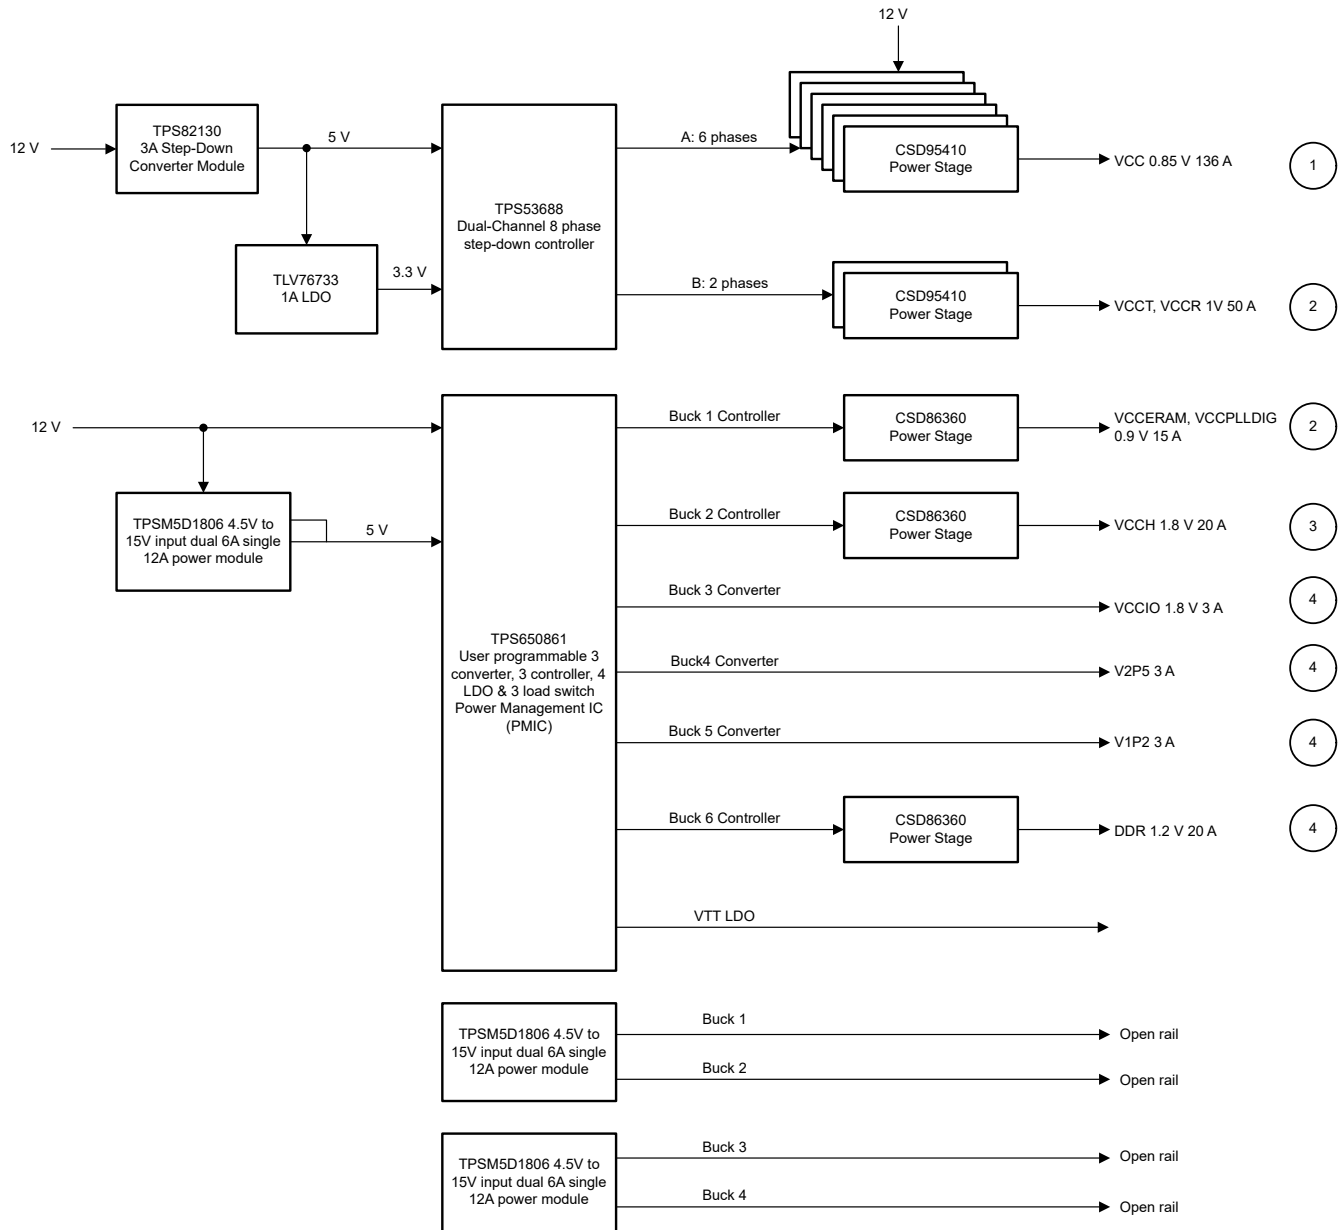 12 V
12 V
TPS82130
3A Step-Down
Converter Module
5 V
TLV76733
1A LDO
3.3 V
TPS53688
Dual-Channel 8 phase
step-down controller
A: 6 phases
CSD95410
Power Stage
VCC 0.85 V 136 A
1
B: 2 phases
CSD95410
Power Stage
VCCT, VCCR 1V 50 A
2
12 V
TPSM5D1806 4.5V to
15V input dual 6A single
12A power module
5 V
TPS650861
User programmable 3
converter, 3 controller, 4
LDO & 3 load switch
Power Management IC
(PMIC)
Buck 1 Controller
CSD86360
Power Stage
VCCERAM, VCCPLLDIG
0.9 V 15 A
2
Buck 2 Controller
CSD86360
Power Stage
VCCH 1.8 V 20 A
3
Buck 3 Converter
VCCIO 1.8 V 3 A
4
Buck4 Converter
V2P5 3 A
4
Buck 5 Converter
V1P2 3 A
4
Buck 6 Controller
CSD86360
Power Stage
DDR 1.2 V 20 A
4
VTT LDO
TPSM5D1806 4.5V to
15V input dual 6A single
12A power module
Buck 1
Open rail
Buck 2
Open rail
TPSM5D1806 4.5V to
15V input dual 6A single
12A power module
Buck 3
Open rail
Buck 4
Open rail